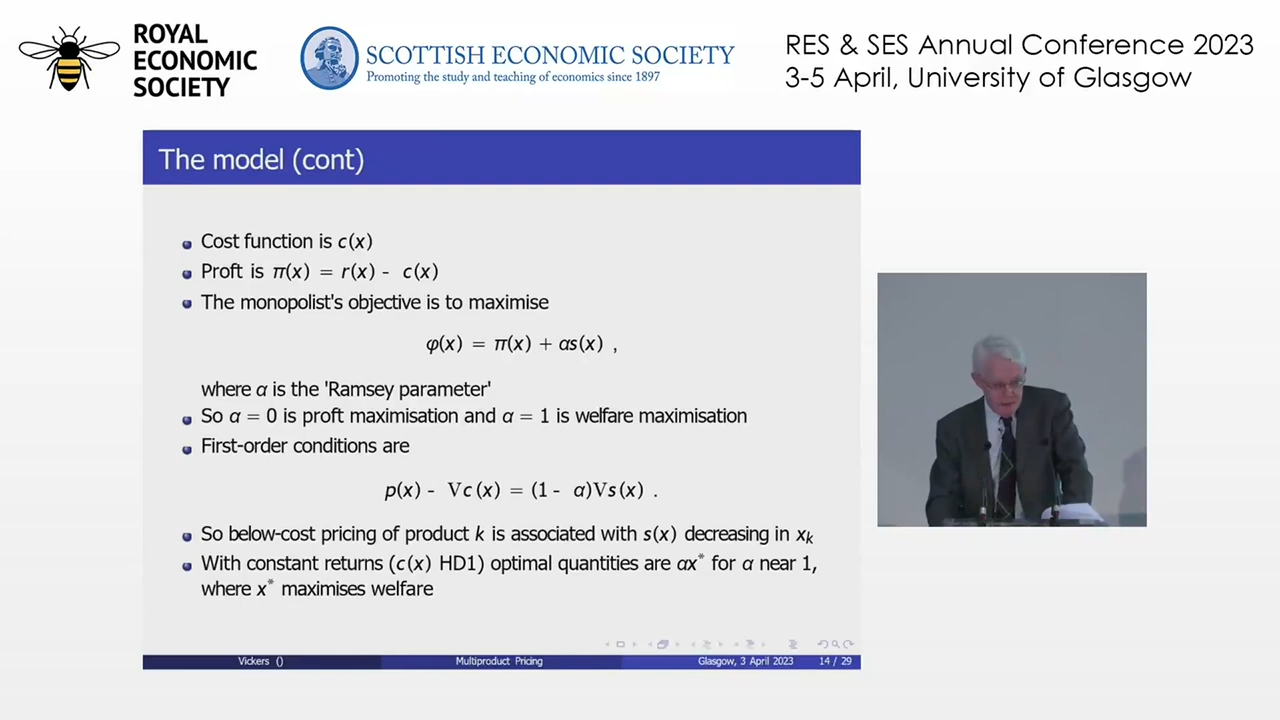 ROYAL
ECONOMIC
SOCIETY
SCOTTISH ECONOMIC SOCIETY
Promoting the study and teaching of economics since 1897
RES & SES Annual Conference 2023
3-5 April, University of Glasgow
The model (cont)
Cost function is c(x)
Proft is π(x) = r(x) - c(x)
The monopolist's objective is to maximise
φ(x) = π(x) + αs(x) ,
where α is the 'Ramsey parameter'
So α = 0 is proft maximisation and α = 1 is welfare maximisation
First-order conditions are
p(x) - ∇c(x) = (1 - α)∇s(x) .
So below-cost pricing of product k is associated with s(x) decreasing in xₖ
With constant returns (c(x) HD1) optimal quantities are αx* for α near 1,
where x* maximises welfare
Vickers () Multiproduct Pricing Glasgow, 3 April 2023 14 / 29